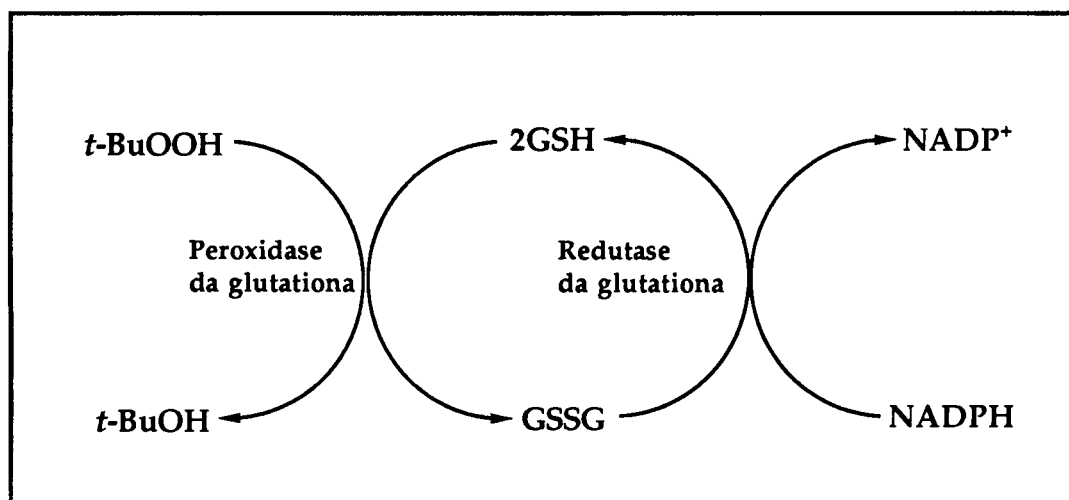 t-BuOOH
2GSH
NADP⁺
Peroxidase
da glutationa
Redutase
da glutationa
t-BuOH
GSSG
NADPH